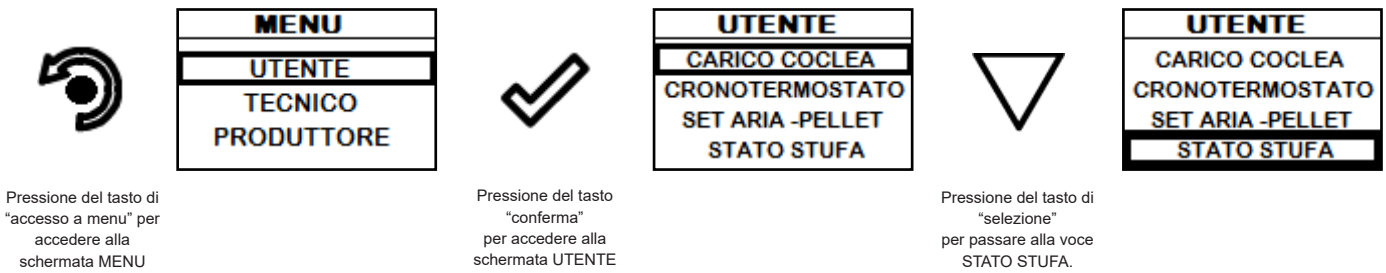 MENU
UTENTE
TECNICO
PRODUTTORE
UTENTE
CARICO COCLEA
CRONOTERMOSTATO
SET ARIA -PELLET
STATO STUFA
UTENTE
CARICO COCLEA
CRONOTERMOSTATO
SET ARIA -PELLET
STATO STUFA
Pressione del tasto di
“accesso a menu” per
accedere alla
schermata MENU
Pressione del tasto
“conferma”
per accedere alla
schermata UTENTE
Pressione del tasto di
“selezione”
per passare alla voce
STATO STUFA.